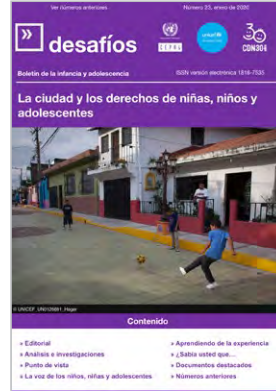 Ver números anteriores
Número 23, enero de 2020
» desafíos
CEPAL
unicef
CDN30
Boletín de la infancia y adolescencia
ISSN versión electrónica 1816-7535
La ciudad y los derechos de niñas, niños y
adolescentes
© UNICEF,
Contenido
» Editorial
» Análisis e investigaciones
» Punto de vista
» La voz de los niños, niñas y adolescentes
» Aprendiendo de la experiencia
» ¿Sabía usted que…
» Documentos destacados
» Números anteriores